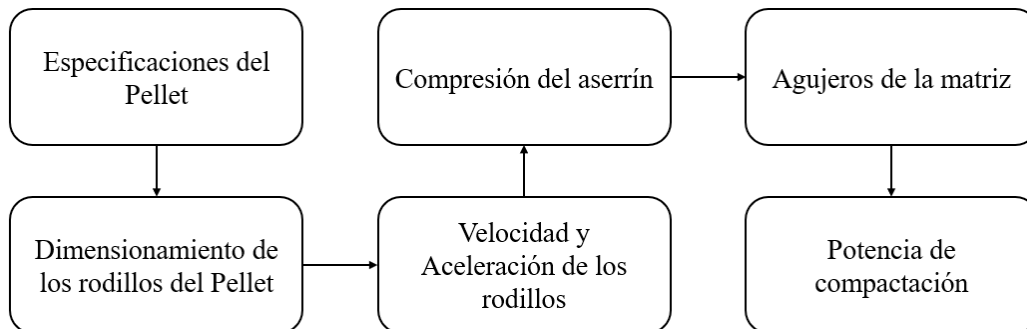 Especificaciones del
Pellet
Dimensionamiento de
los rodillos del Pellet
Velocidad y
Aceleración de los
rodillos
Compresión del aserrín
Agujeros de la matriz
Potencia de
compactación